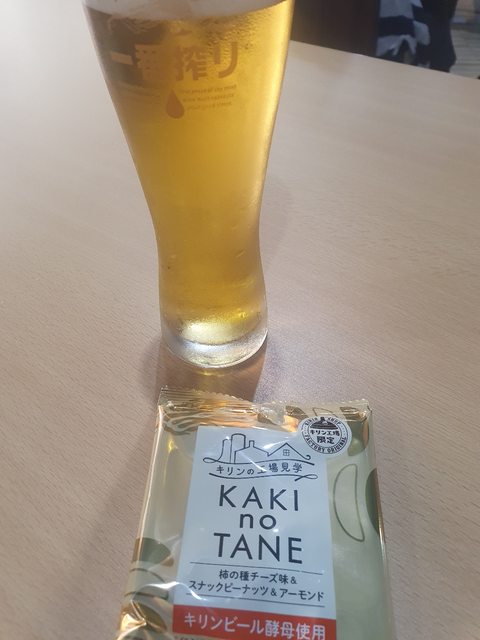 一番搾り
キリン工場
限定
FACTORY ORIGINAL
キリンの工場見学
KAKI
no
TANE
柿の種チーズ味&
スナックピーナッツ&アーモンド
キリンビール酵母使用